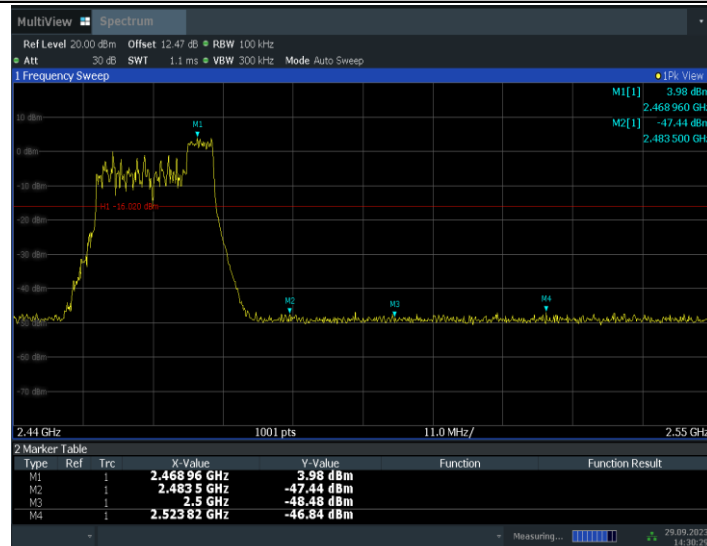 MultiView Spectrum
Ref Level 20.00 dBm Offset 12.47 dB RBW 100 kHz
Att 30 dB SWT 1.1 ms VBW 300 kHz Mode Auto Sweep
1 Frequency Sweep 1Pk View
M1[1] 3.98 dBm
2.468 960 GHz
M2[1] -47.44 dBm
2.483 500 GHz
10 dBm
M1
0 dBm
-10 dBm
H1 -16.020 dBm
-20 dBm
-30 dBm
-40 dBm
M2 M3 M4
-50 dBm
-60 dBm
-70 dBm
2.44 GHz 1001 pts 11.0 MHz/ 2.55 GHz
2 Marker Table
Type Ref Trc X-Value Y-Value Function Function Result
M1 1 2.468 96 GHz 3.98 dBm
M2 1 2.483 5 GHz -47.44 dBm
M3 1 2.5 GHz -48.48 dBm
M4 1 2.523 82 GHz -46.84 dBm
Measuring... 29.09.2023
14:30:29